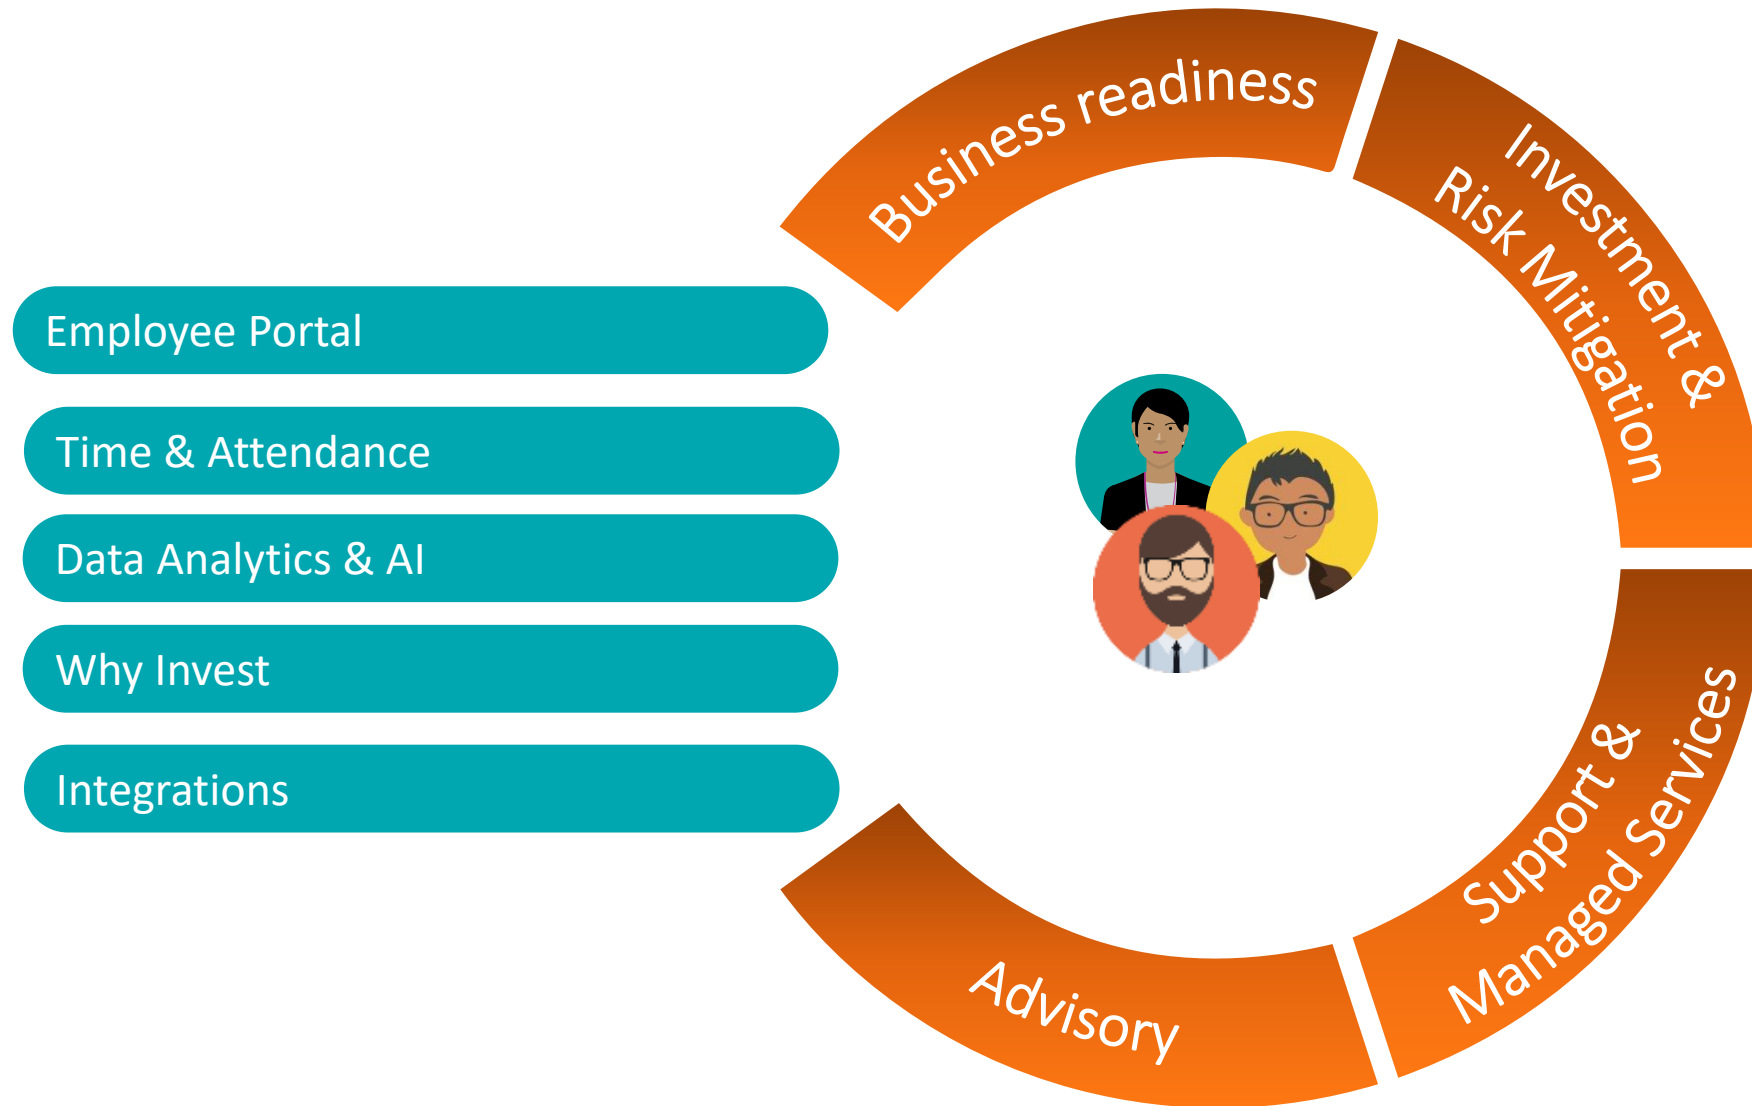 Business readiness
Investment &
Risk Mitigation
Employee Portal
Time & Attendance
Data Analytics & AI
Why Invest
Integrations
Support &
Managed Services
Advisory